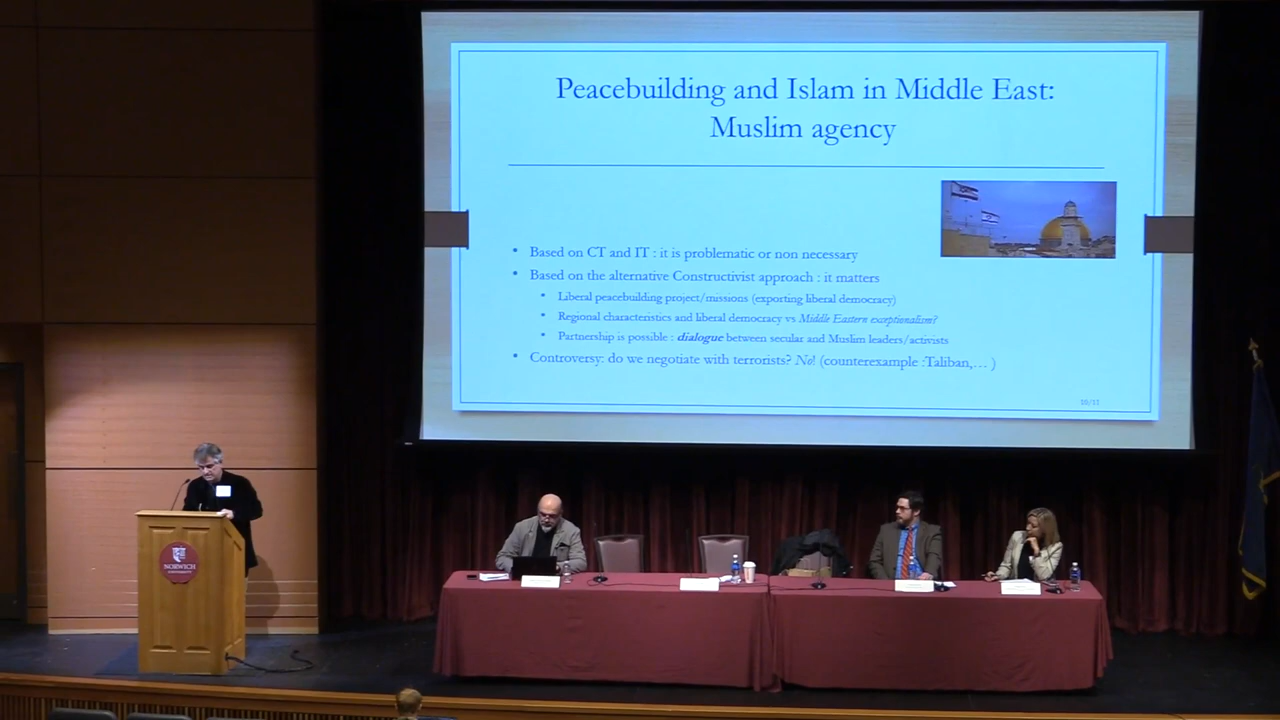 Peacebuilding and Islam in Middle East:
Muslim agency
• Based on CT and IT : it is problematic or non necessary
• Based on the alternative Constructivist approach : it matters
• Liberal peacebuilding project/missions (exporting liberal democracy)
• Regional characteristics and liberal democracy vs Middle Eastern exceptionalism?
• Partnership is possible : dialogue between secular and Muslim leaders/activists
• Controversy: do we negotiate with terrorists? No! (counterexample :Taliban,… )
10/11
NORWICH
UNIVERSITY